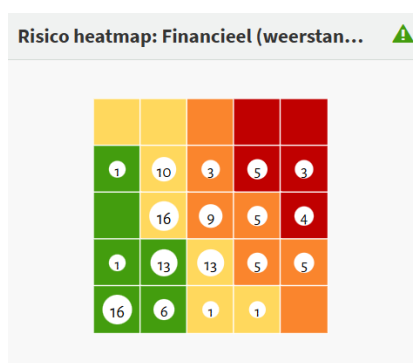 Risico heatmap: Financieel (weerstan...
1 10 3 5 3
16 9 5 4
1 13 13 5 5
16 6 1 1